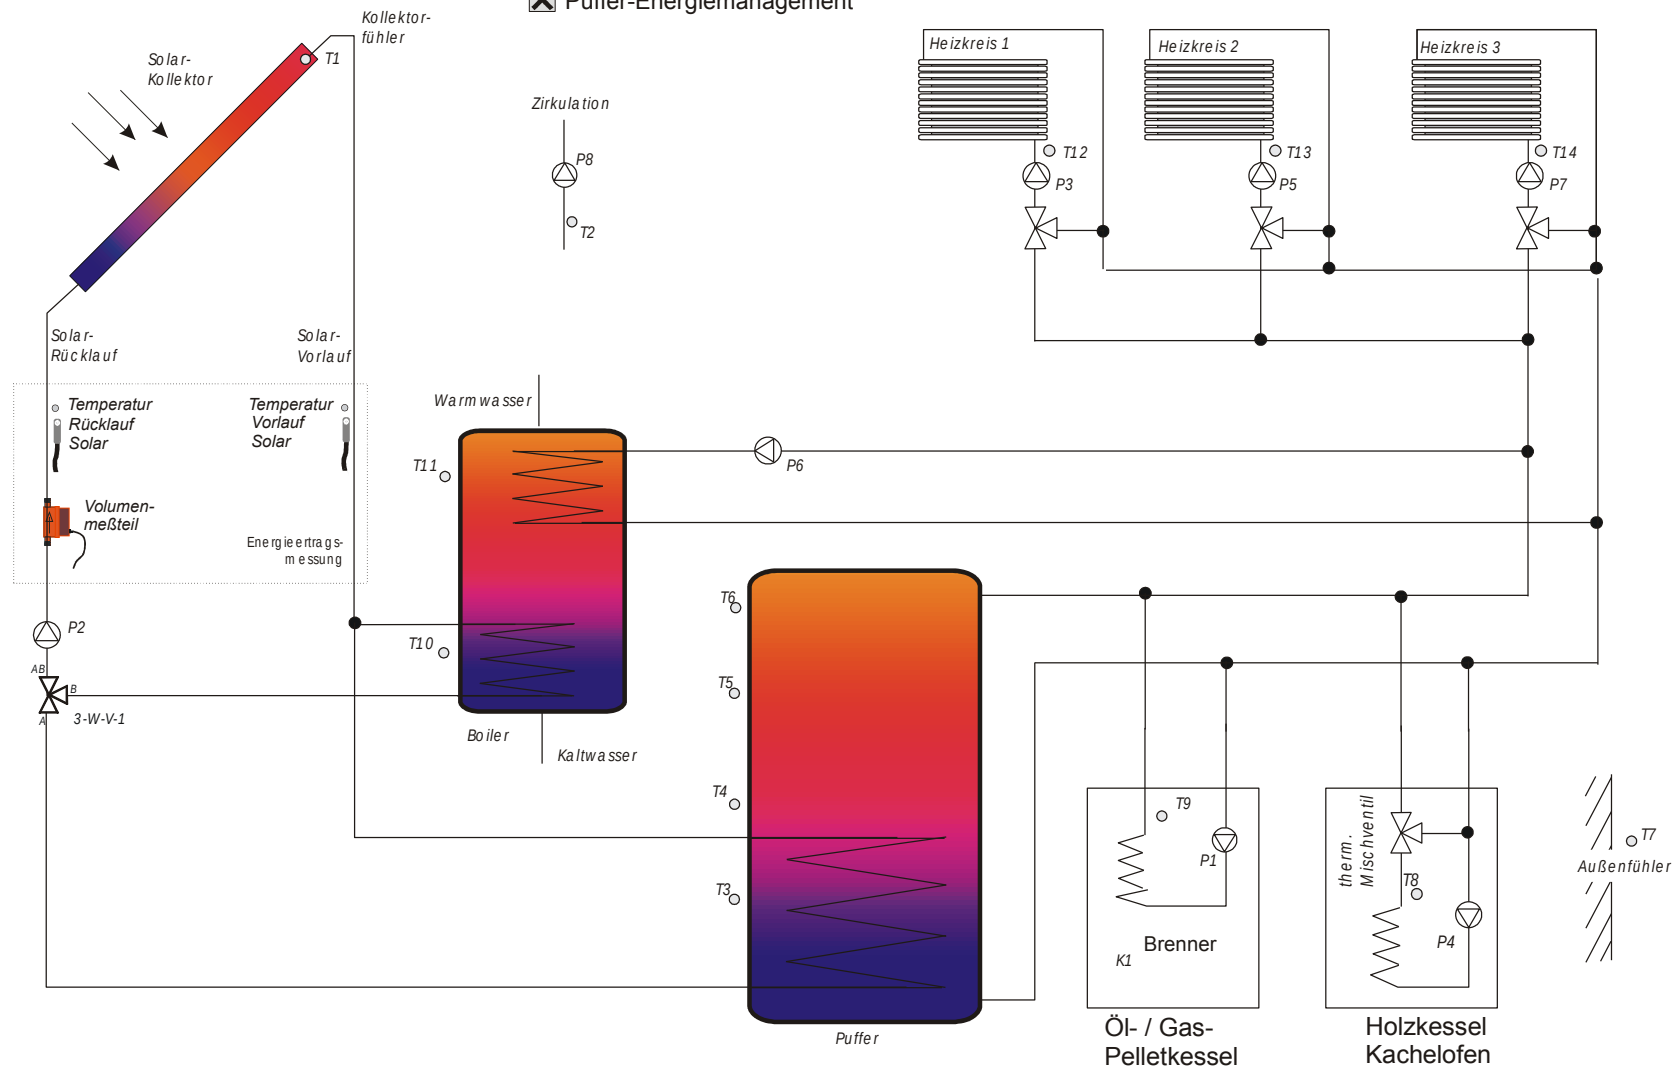 Puffer-Energiemanagement
Kollektor-
fühler
T1
Solar-
Kollektor
Zirkulation
P8
T2
Heizkreis 1
Heizkreis 2
Heizkreis 3
T12
T13
T14
P3
P5
P7
Solar-
Rücklauf
Solar-
Vorlauf
Temperatur
Rücklauf
Solar
Temperatur
Vorlauf
Solar
Volumen-
meßteil
Energieertrags-
messung
Warmwasser
T11
P6
T10
P2
AB
B
A
3-W-V-1
Boiler
Kaltwasser
T6
T5
T4
T3
Puffer
T9
P1
Brenner
K1
Öl- / Gas-
Pelletkessel
therm.
Mischventil
T8
P4
Holzkessel
Kachelofen
T7
Außenfühler